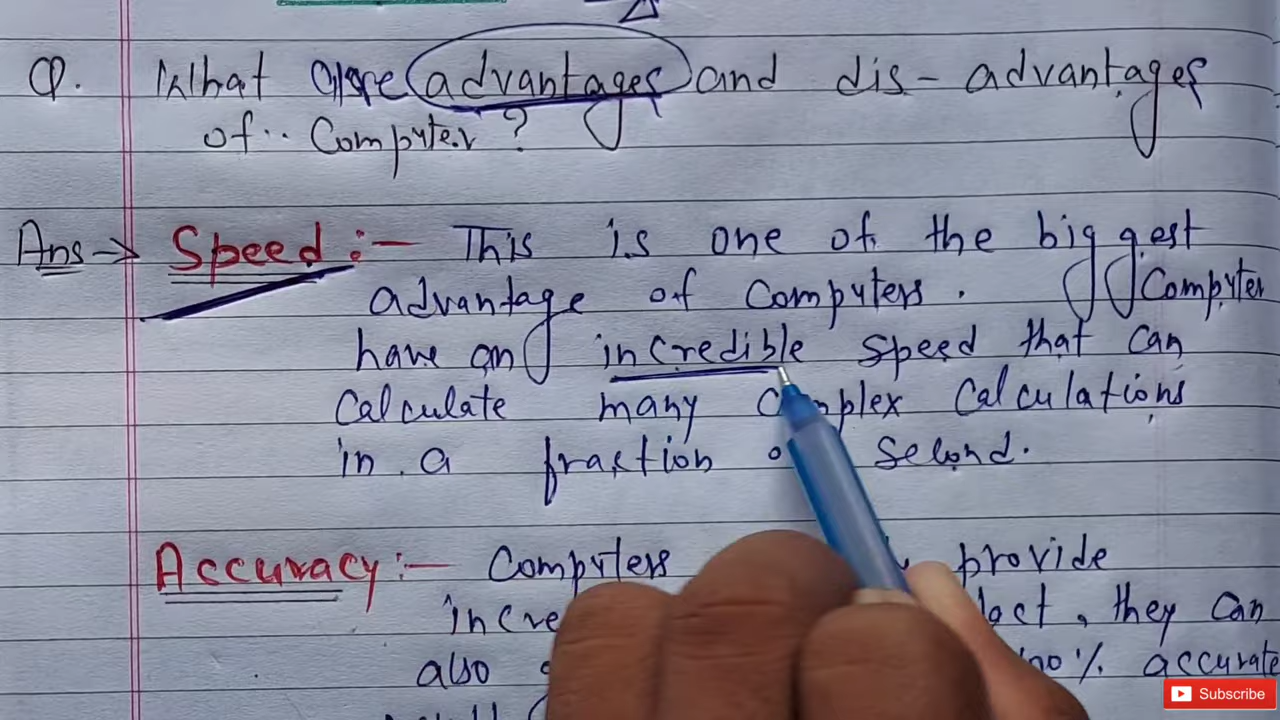 Q. What are advantages and dis-advantages
of.. Computer ?
Ans → Speed :- This is one of the biggest
advantage of Computers. Computer
have an incredible speed that can
Calculate many Complex Calculations
in a fraction second.
Accuracy :- Computers provide
they can
also 100% accurate
Subscribe